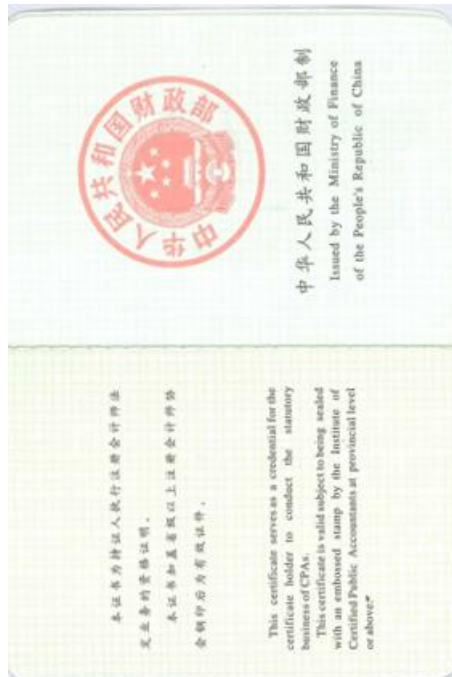 本证书为持证人执行注册会计师法
定业务的资格证明。
本证书加盖省级以上注册会计师协
会钢印后为有效证件。
This certificate serves as a credential for the
certificate holder to conduct the statutory
business of CPAs.
This certificate is valid subject to being sealed
with an embossed stamp by the Institute of
Certified Public Accountants at provincial level
or above.
中华人民共和国财政部
中华人民共和国财政部制
Issued by the Ministry of Finance
of the People's Republic of China